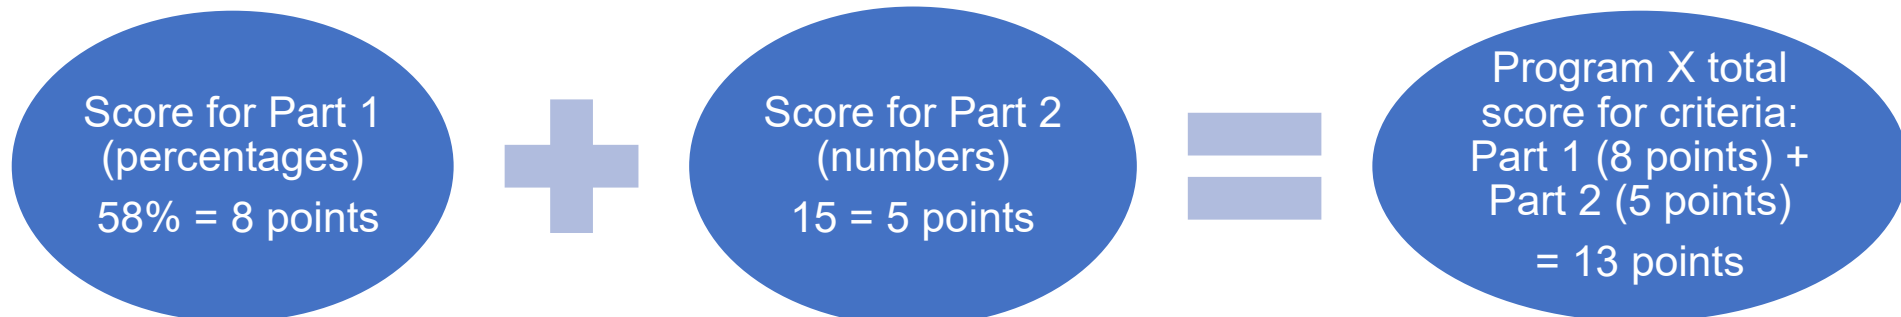 Score for Part 1
(percentages)
58% = 8 points
Score for Part 2
(numbers)
15 = 5 points
Program X total
score for criteria:
Part 1 (8 points) +
Part 2 (5 points)
= 13 points